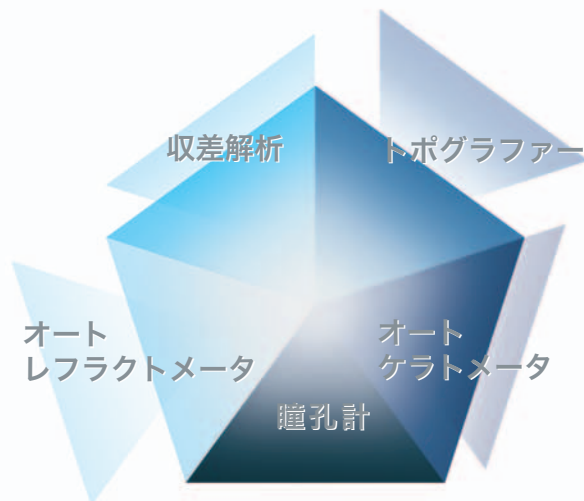 収差解析
トポグラファー
オート
レフラクトメータ
オート
ケラトメータ
瞳孔計